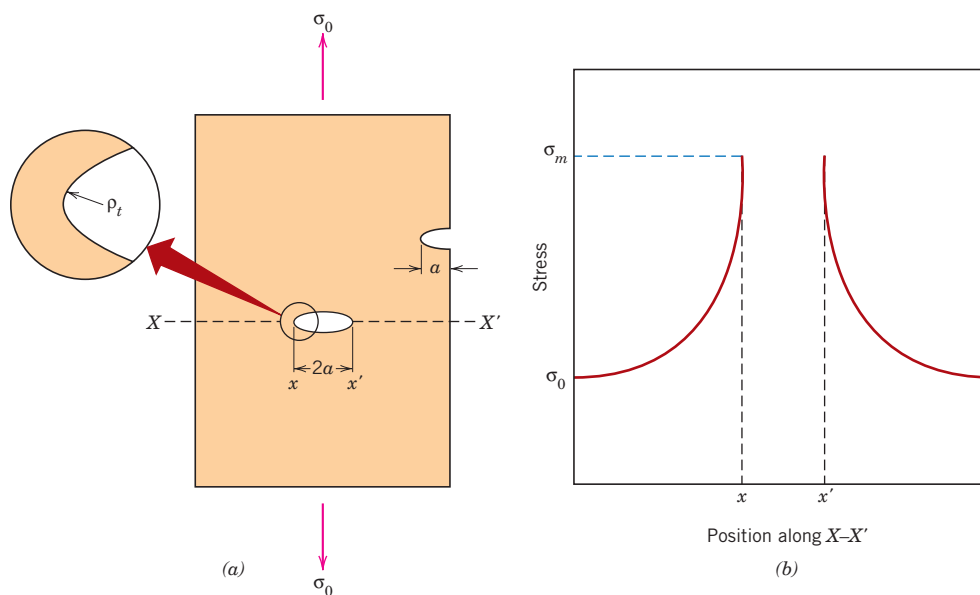 σ₀
ρₜ
a
X
X′
2a
x
x′
(a)
σ₀
σₘ
Stress
σ₀
x
x′
Position along X–X′
(b)